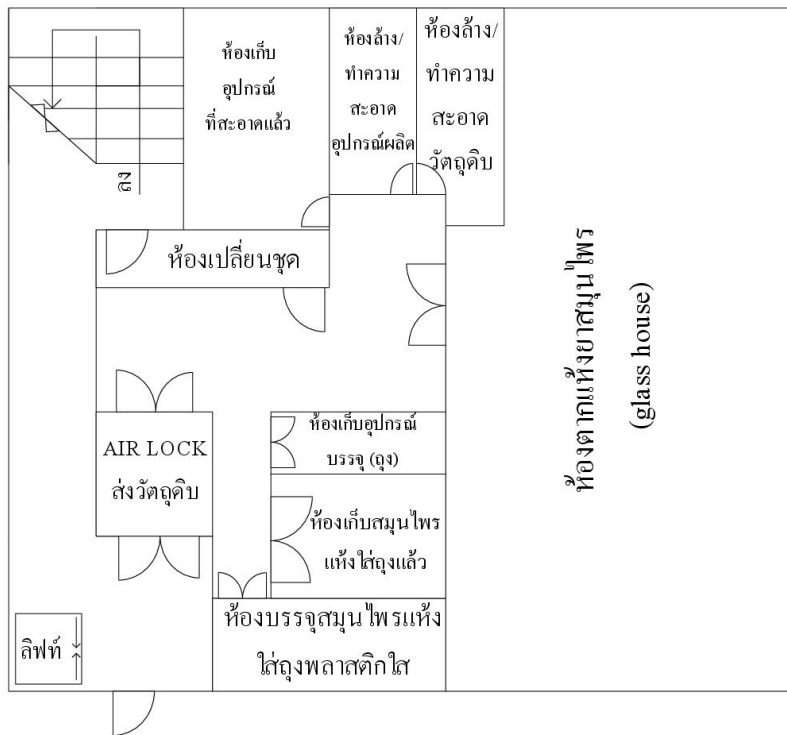 ห้องเก็บ
อุปกรณ์
ที่สะอาดแล้ว
ห้องล้าง/
ทำความ
สะอาด
อุปกรณ์ผลิต
ห้องล้าง/
ทำความ
สะอาด
วัตถุดิบ
ลง
ห้องเปลี่ยนชุด
ห้องตากแห้งยาสมุนไพร
(glass house)
AIR LOCK
ส่งวัตถุดิบ
ห้องเก็บอุปกรณ์
บรรจุ (ถุง)
ห้องเก็บสมุนไพร
แห้งใส่ถุงแล้ว
ห้องบรรจุสมุนไพรแห้ง
ใส่ถุงพลาสติกใส
ลิฟท์